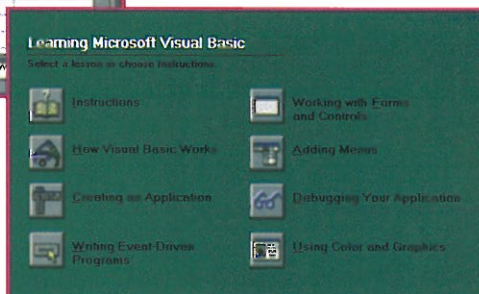 Learning Microsoft Visual Basic
Select a lesson or choose Instructions.
Instructions
How Visual Basic Works
Creating an Application
Writing Event-Driven
Programs
Working with Forms
and Controls
Adding Menus
Debugging Your Application
Using Color and Graphics